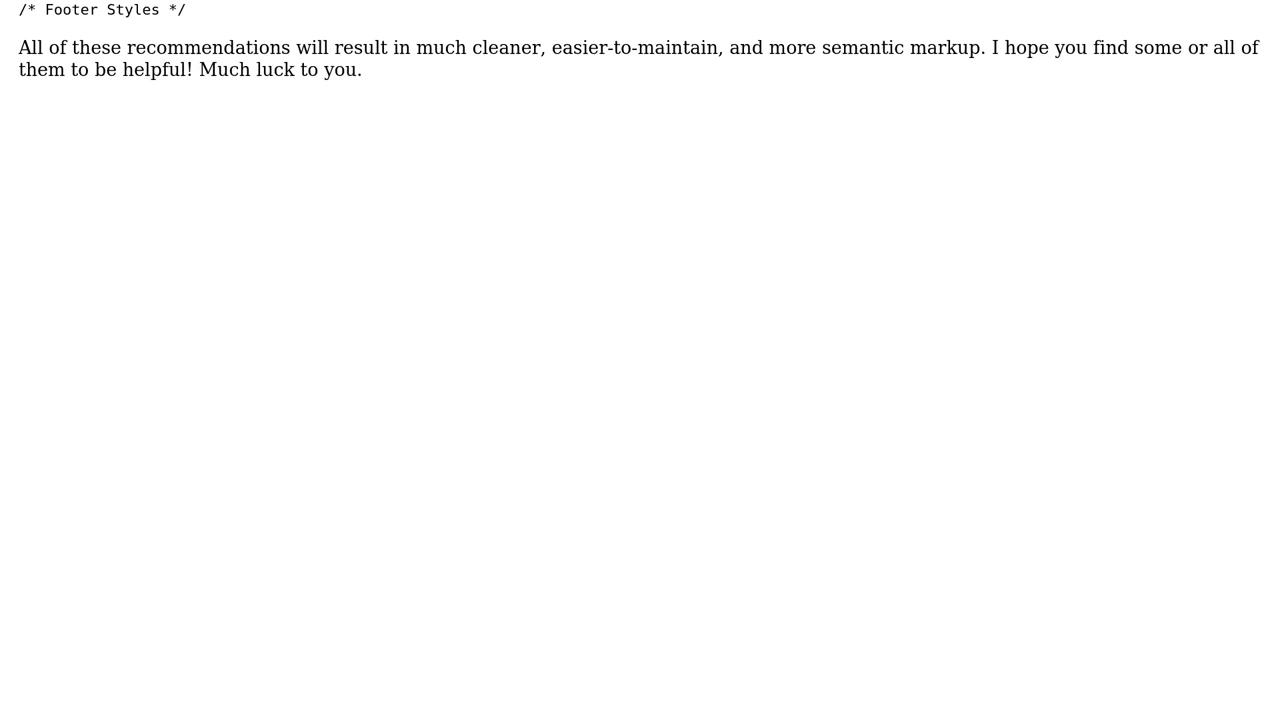 /* Footer Styles */
All of these recommendations will result in much cleaner, easier-to-maintain, and more semantic markup. I hope you find some or all of
them to be helpful! Much luck to you.